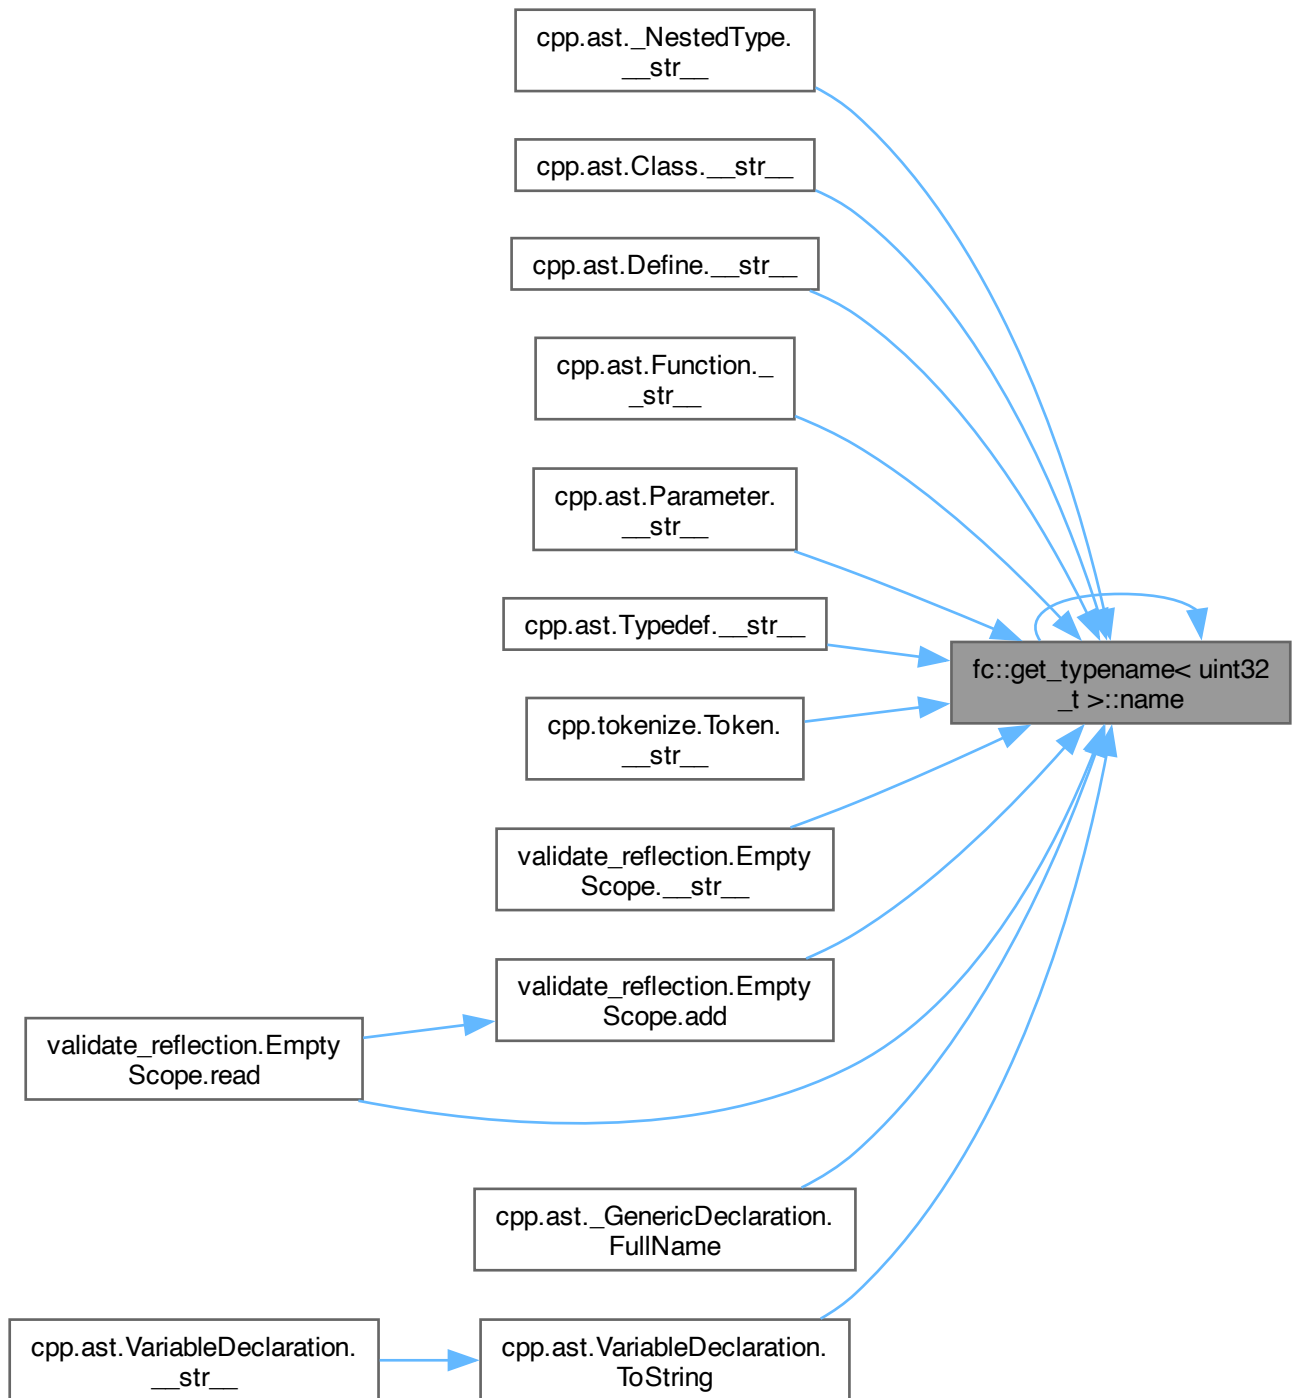 cpp.ast._NestedType.
__str__
cpp.ast.Class.__str__
cpp.ast.Define.__str__
cpp.ast.Function._
_str__
cpp.ast.Parameter.
__str__
cpp.ast.Typedef.__str__
fc::get_typename< uint32
_t >::name
cpp.tokenize.Token.
__str__
validate_reflection.Empty
Scope.__str__
validate_reflection.Empty
Scope.add
validate_reflection.Empty
Scope.read
cpp.ast._GenericDeclaration.
FullName
cpp.ast.VariableDeclaration.
__str__
cpp.ast.VariableDeclaration.
ToString